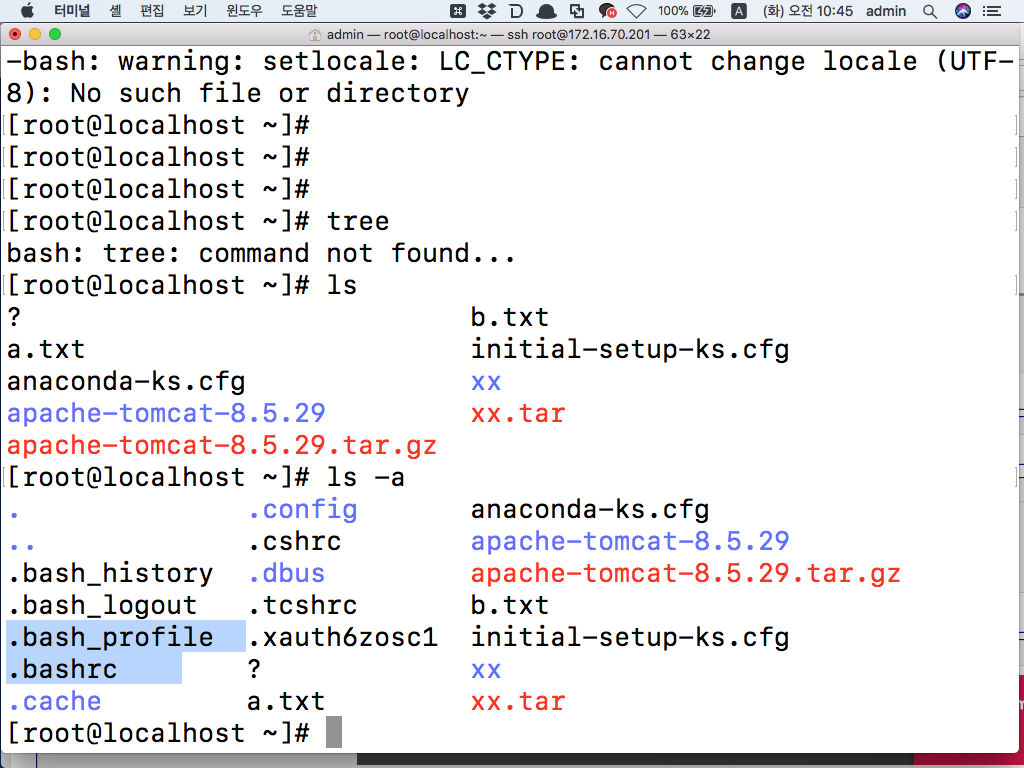 터미널 셸 편집 보기 윈도우 도움말 100% A (화) 오전 10:45 admin
admin — root@localhost:~ — ssh root@172.16.70.201 — 63×22
-bash: warning: setlocale: LC_CTYPE: cannot change locale (UTF-
8): No such file or directory
[root@localhost ~]#
[root@localhost ~]#
[root@localhost ~]#
[root@localhost ~]# tree
bash: tree: command not found...
[root@localhost ~]# ls
? b.txt
a.txt initial-setup-ks.cfg
anaconda-ks.cfg xx
apache-tomcat-8.5.29 xx.tar
apache-tomcat-8.5.29.tar.gz
[root@localhost ~]# ls -a
. .config anaconda-ks.cfg
.. .cshrc apache-tomcat-8.5.29
.bash_history .dbus apache-tomcat-8.5.29.tar.gz
.bash_logout .tcshrc b.txt
.bash_profile .xauth6zosc1 initial-setup-ks.cfg
.bashrc ? xx
.cache a.txt xx.tar
[root@localhost ~]#